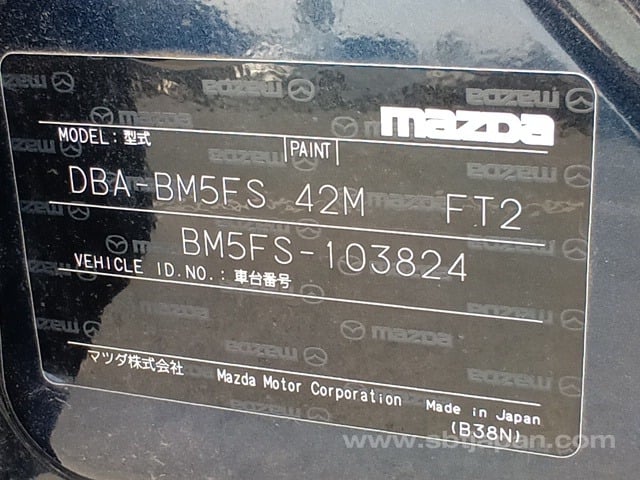 mazda
MODEL: 型式 PAINT
DBA-BM5FS 42M FT2
BM5FS-103824
VEHICLE ID.NO.: 車台番号
マツダ株式会社 Mazda Motor Corporation Made in Japan
(B38N)
www.sbtjapan.com